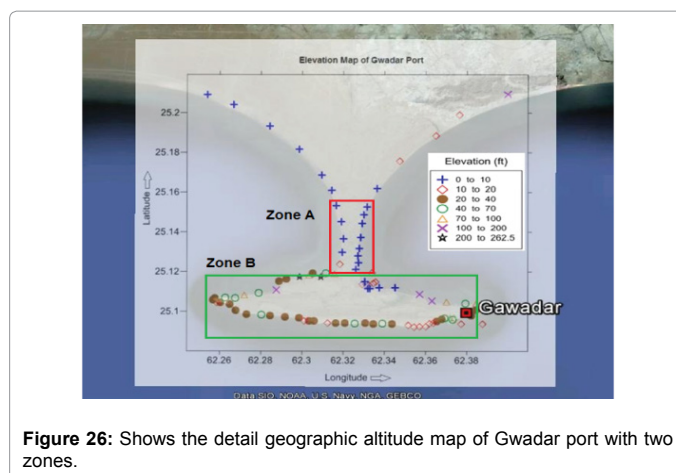 Elevation Map of Gwadar Port
25.2
25.18
25.16
25.14
25.12
25.1
Latitude
Zone A
Zone B
Elevation (ft)
0 to 10
10 to 20
20 to 40
40 to 70
70 to 100
100 to 200
200 to 262.5
Gawadar
62.26 62.28 62.3 62.32 62.34 62.36 62.38
Longitude
Data SIO, NOAA, U.S. Navy, NGA, GEBCO
Figure 26: Shows the detail geographic altitude map of Gwadar port with two
zones.